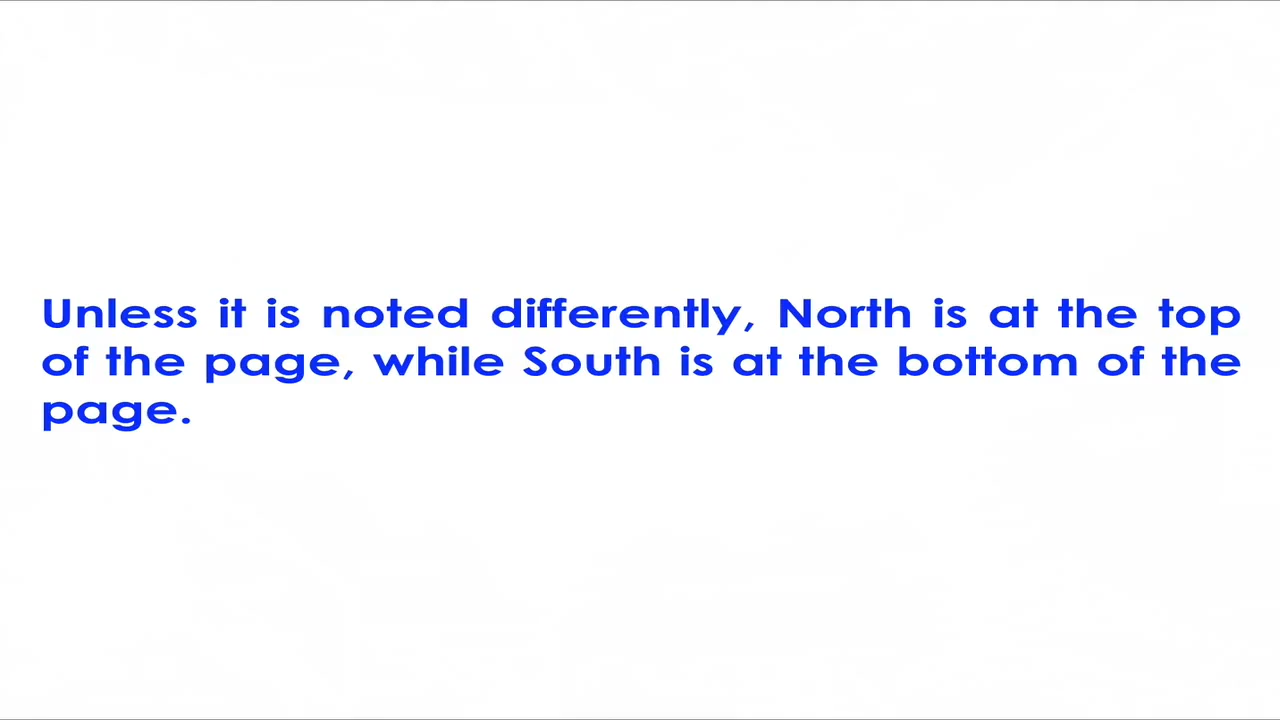 Unless it is noted differently, North is at the top
of the page, while South is at the bottom of the
page.